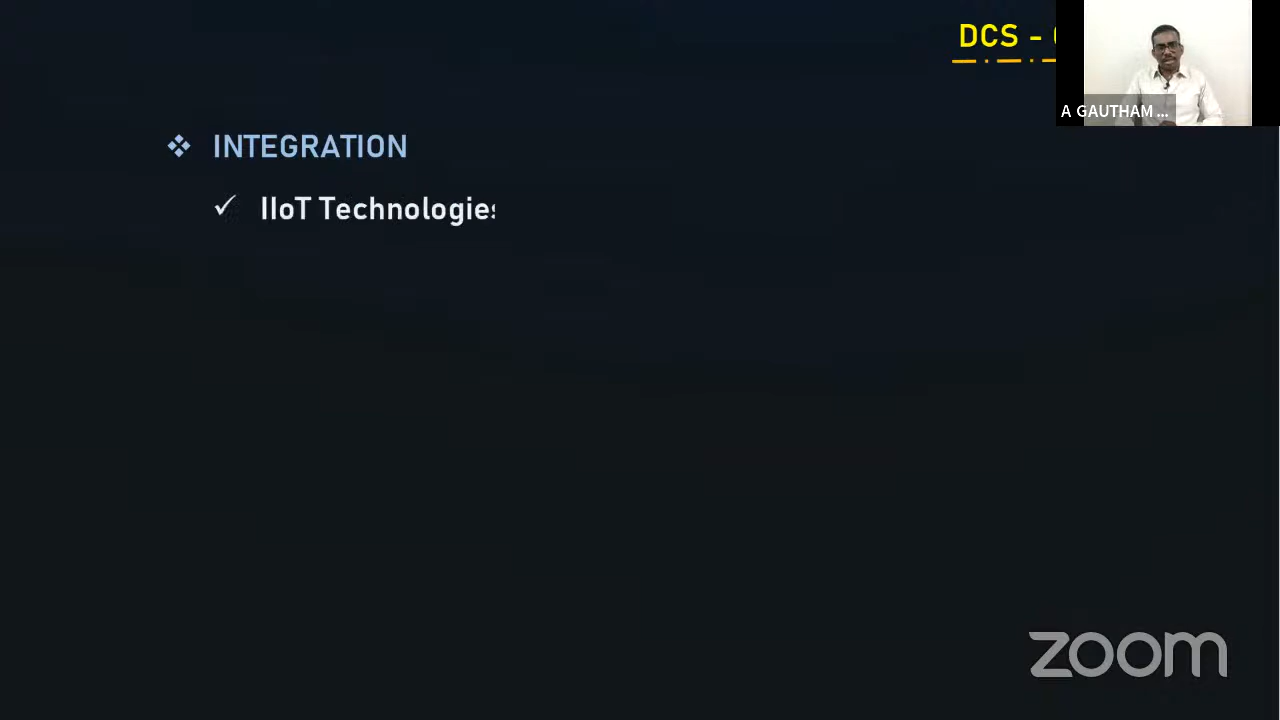 DCS -
A GAUTHAM ...
INTEGRATION
IIoT Technologies
zoom